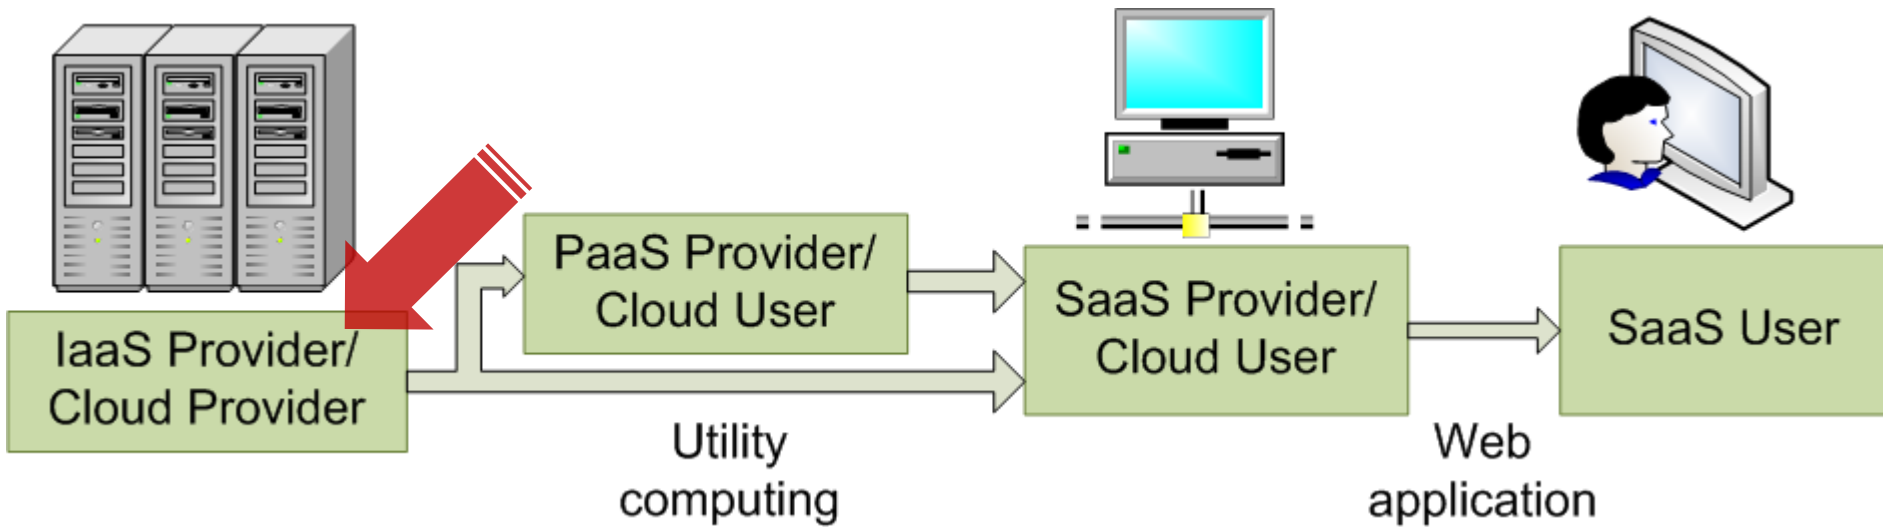 IaaS Provider/
Cloud Provider
PaaS Provider/
Cloud User
SaaS Provider/
Cloud User
SaaS User
Utility
computing
Web
application